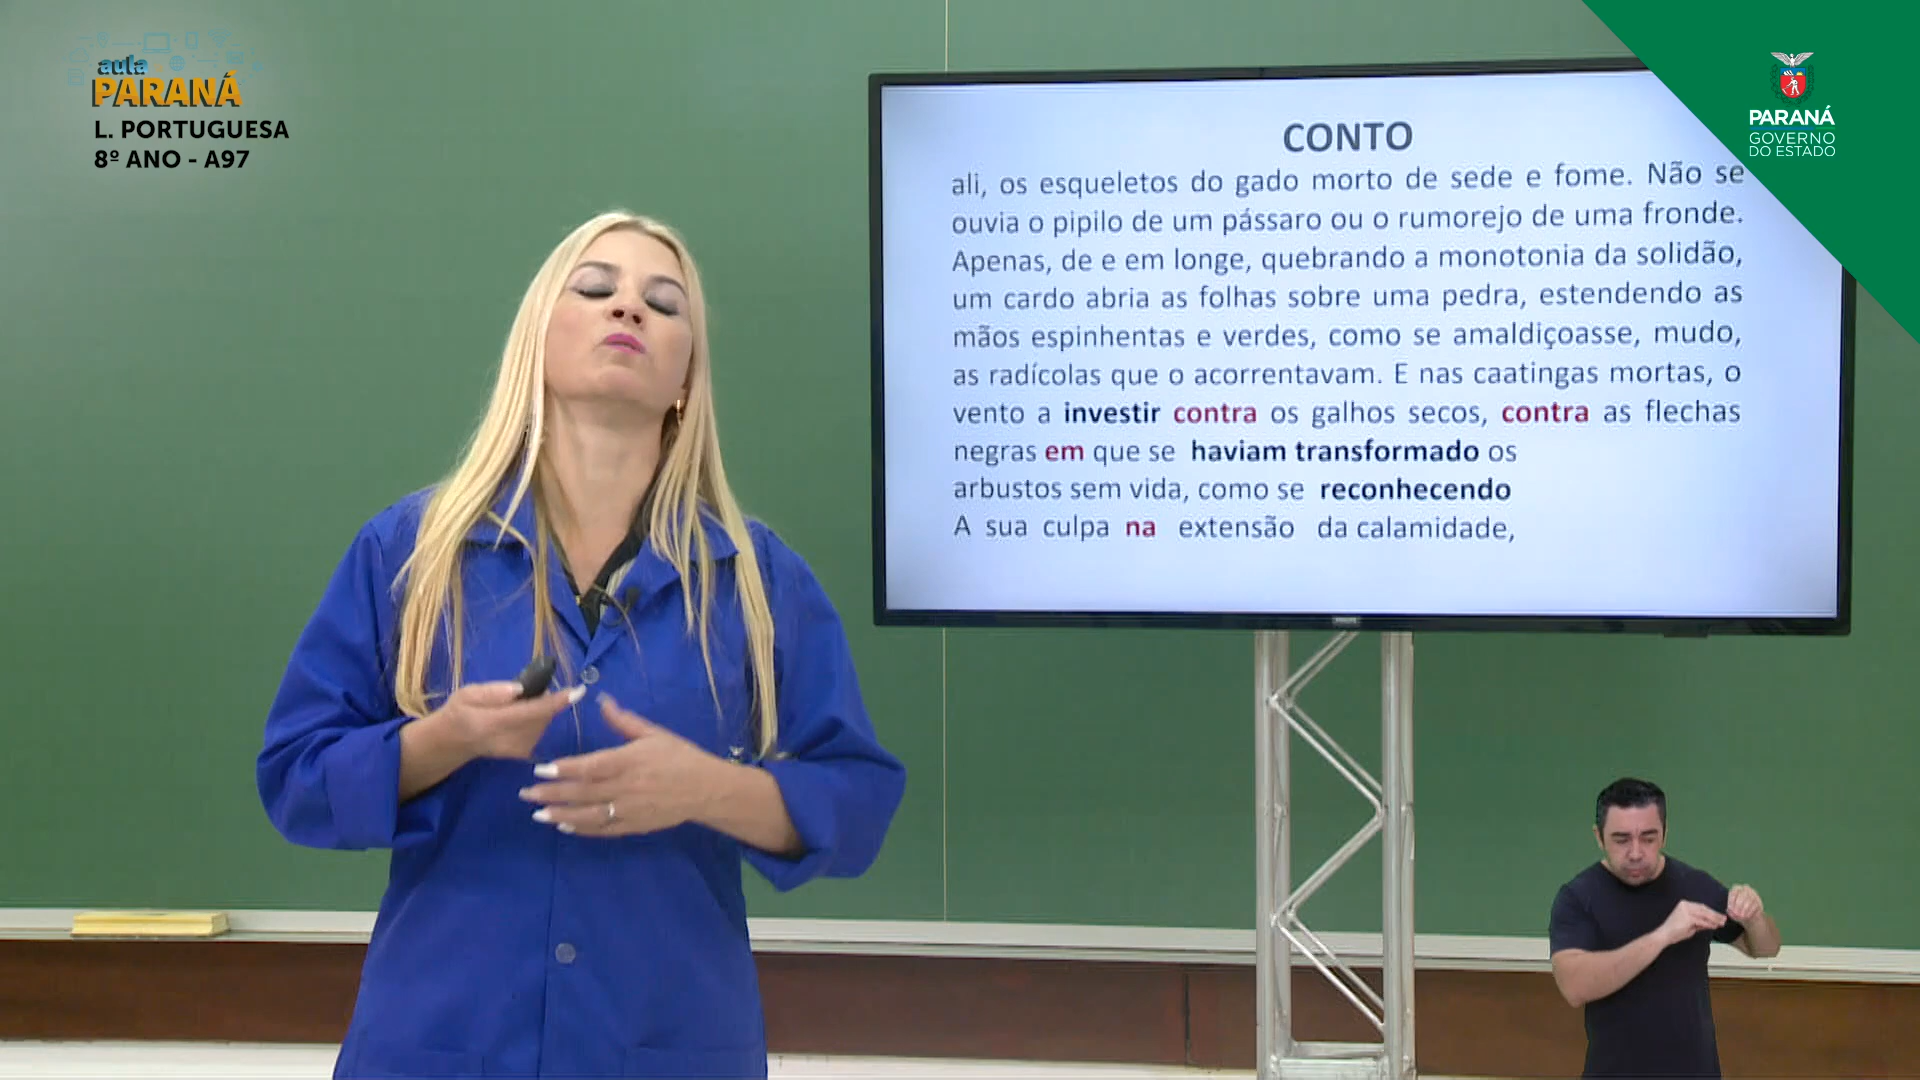 aula
PARANÁ
L. PORTUGUESA
8º ANO - A97
PARANÁ
GOVERNO
DO ESTADO
CONTO
ali, os esqueletos do gado morto de sede e fome. Não se
ouvia o pipilo de um pássaro ou o rumorejo de uma fronde.
Apenas, de e em longe, quebrando a monotonia da solidão,
um cardo abria as folhas sobre uma pedra, estendendo as
mãos espinhentas e verdes, como se amaldiçoasse, mudo,
as radícolas que o acorrentavam. E nas caatingas mortas, o
vento a investir contra os galhos secos, contra as flechas
negras em que se haviam transformado os
arbustos sem vida, como se reconhecendo
A sua culpa na extensão da calamidade,